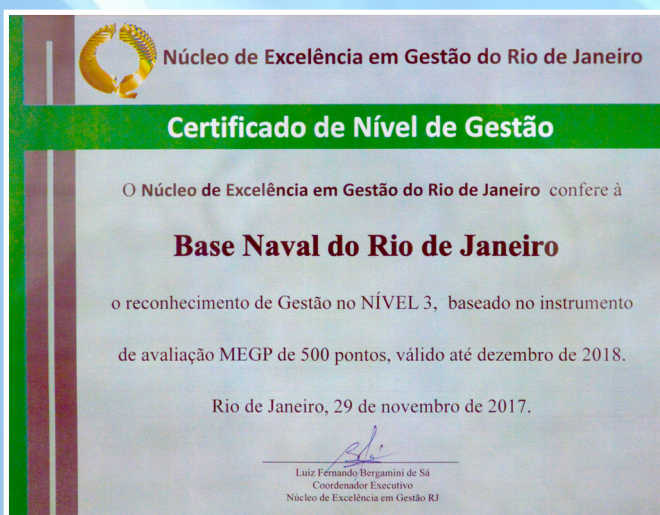 Núcleo de Excelência em Gestão do Rio de Janeiro
Certificado de Nível de Gestão
O Núcleo de Excelência em Gestão do Rio de Janeiro confere à
Base Naval do Rio de Janeiro
o reconhecimento de Gestão no NÍVEL 3, baseado no instrumento
de avaliação MEGP de 500 pontos, válido até dezembro de 2018.
Rio de Janeiro, 29 de novembro de 2017.
Luiz Fernando Bergamini de Sá
Coordenador Executivo
Núcleo de Excelência em Gestão RJ